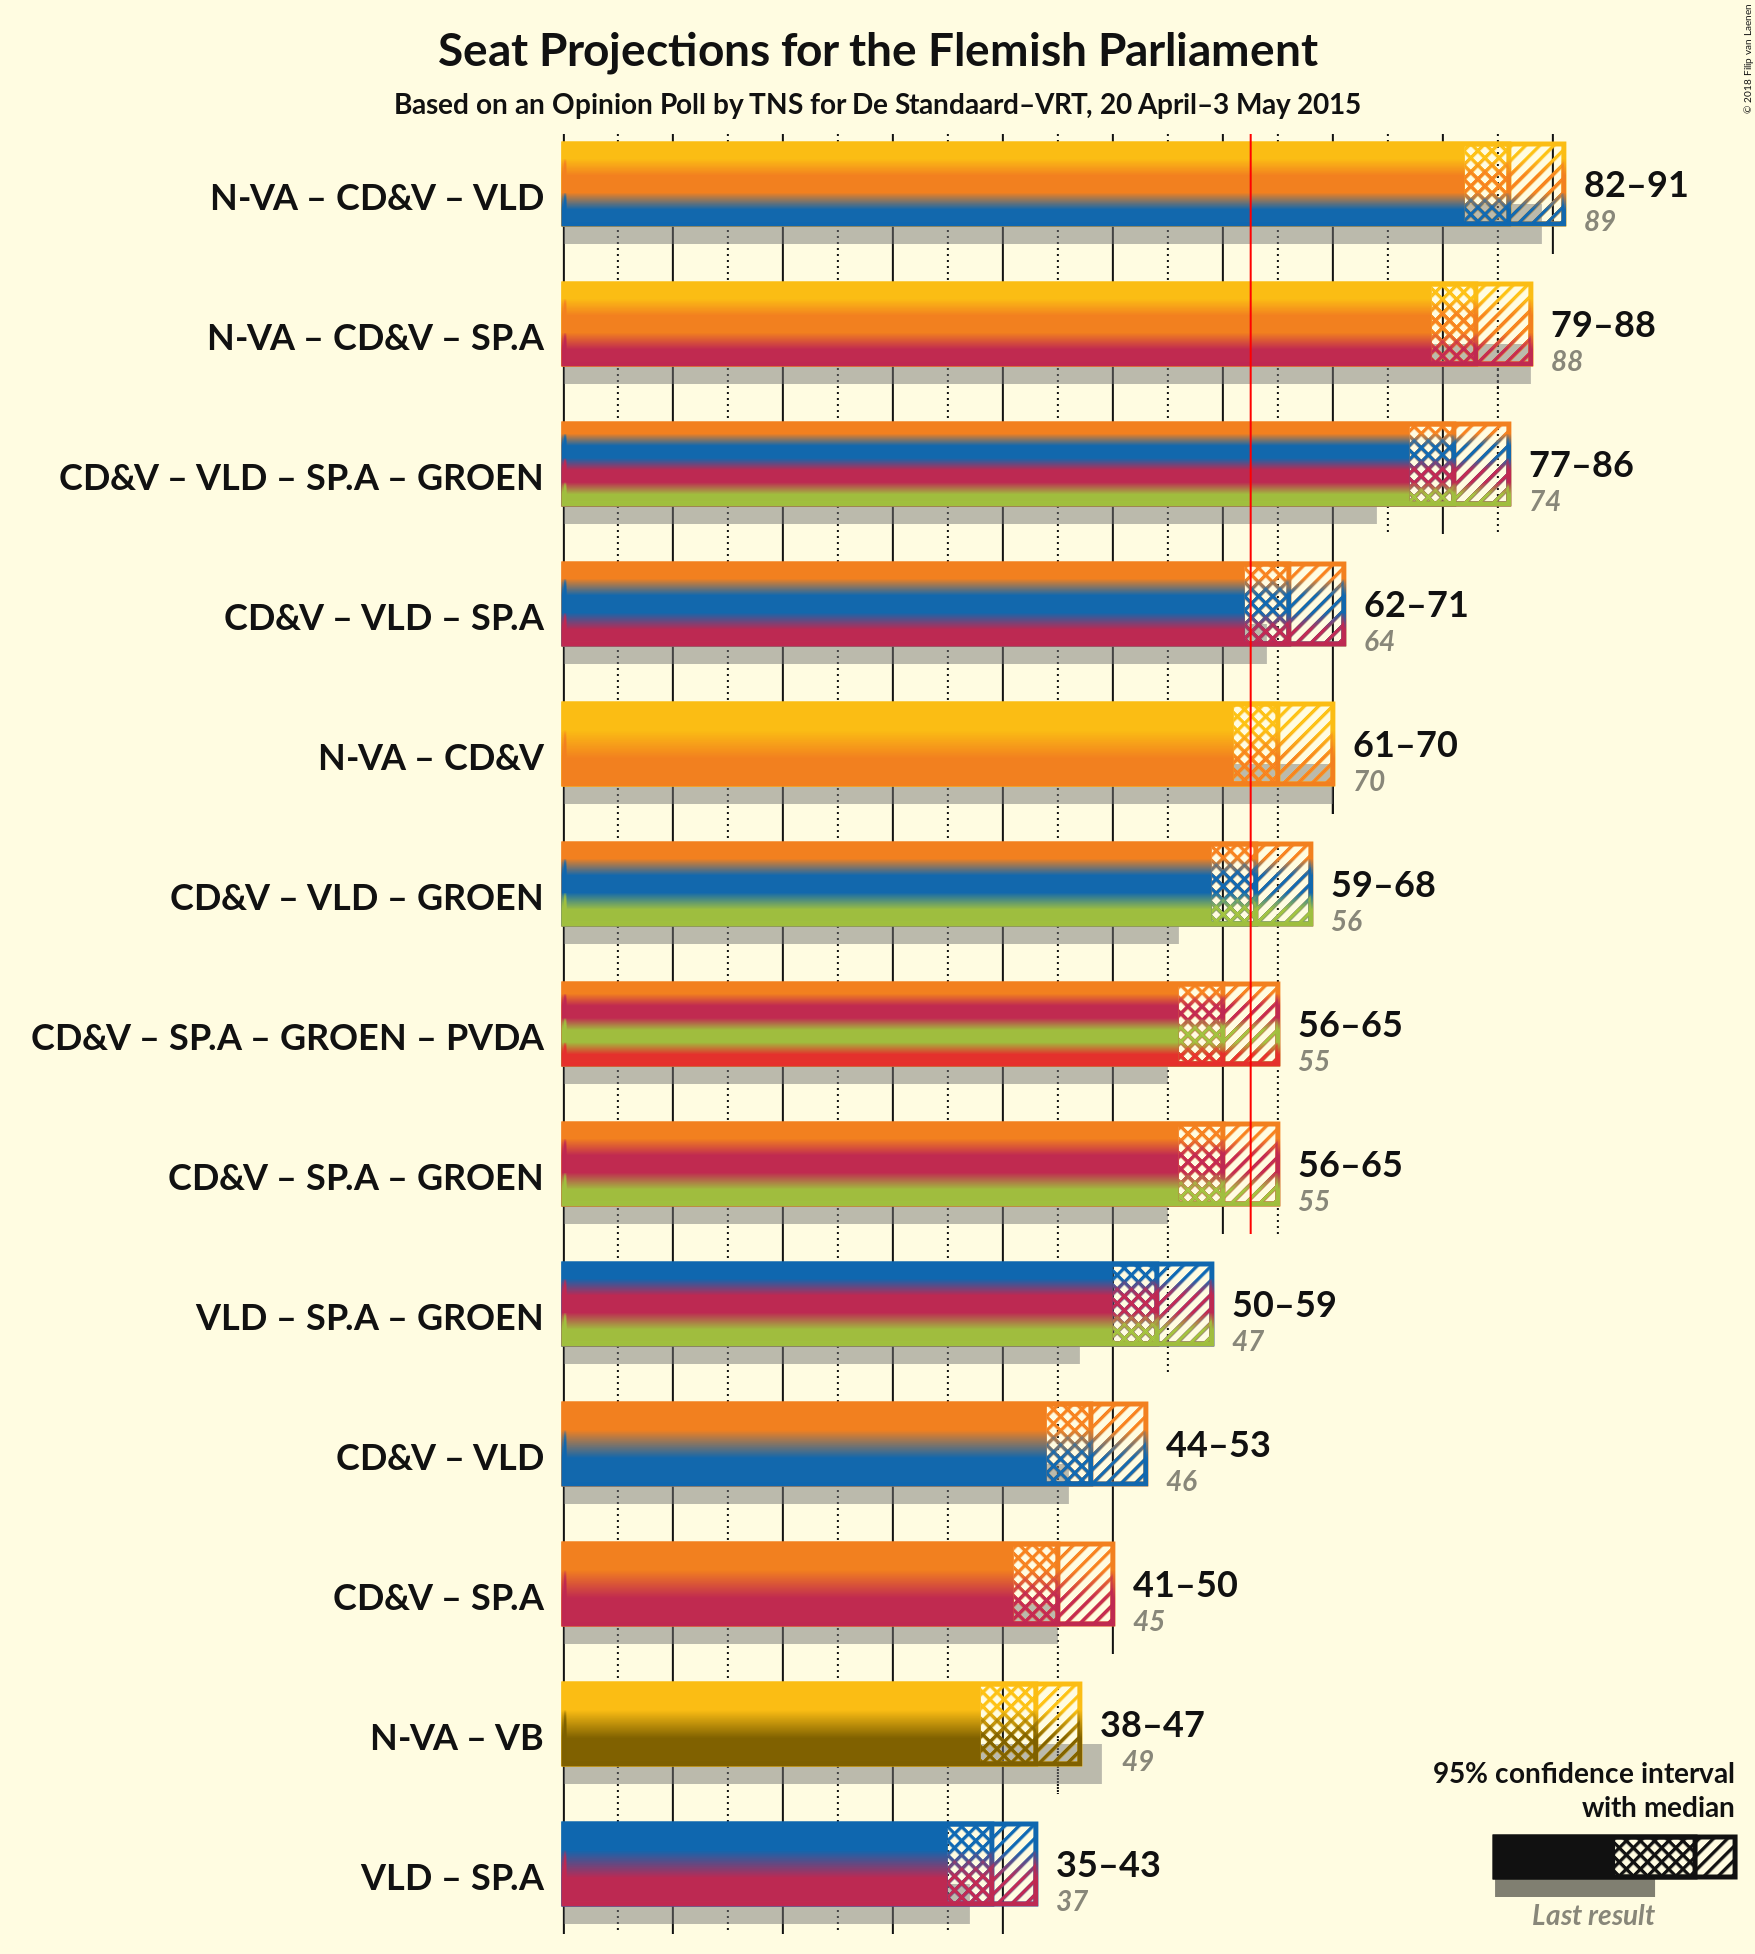 Seat Projections for the Flemish Parliament
Based on an Opinion Poll by TNS for De Standaard–VRT, 20 April–3 May 2015
© 2018 Filip van Laenen
N-VA – CD&V – VLD
82–91
89
N-VA – CD&V – SP.A
79–88
88
CD&V – VLD – SP.A – GROEN
77–86
74
CD&V – VLD – SP.A
62–71
64
N-VA – CD&V
61–70
70
CD&V – VLD – GROEN
59–68
56
CD&V – SP.A – GROEN – PVDA
56–65
55
CD&V – SP.A – GROEN
56–65
55
VLD – SP.A – GROEN
50–59
47
CD&V – VLD
44–53
46
CD&V – SP.A
41–50
45
N-VA – VB
38–47
49
VLD – SP.A
35–43
37
95% confidence interval
with median
Last result